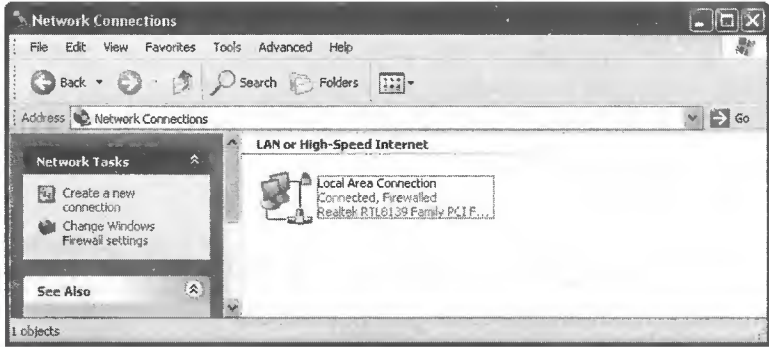 Network Connections
File Edit View Favorites Tools Advanced Help
Back Search Folders
Address Network Connections Go
Network Tasks
Create a new
connection
Change Windows
Firewall settings
See Also
LAN or High-Speed Internet
Local Area Connection
Connected, Firewalled
Realtek RTL8139 Family PCI F...
1 objects